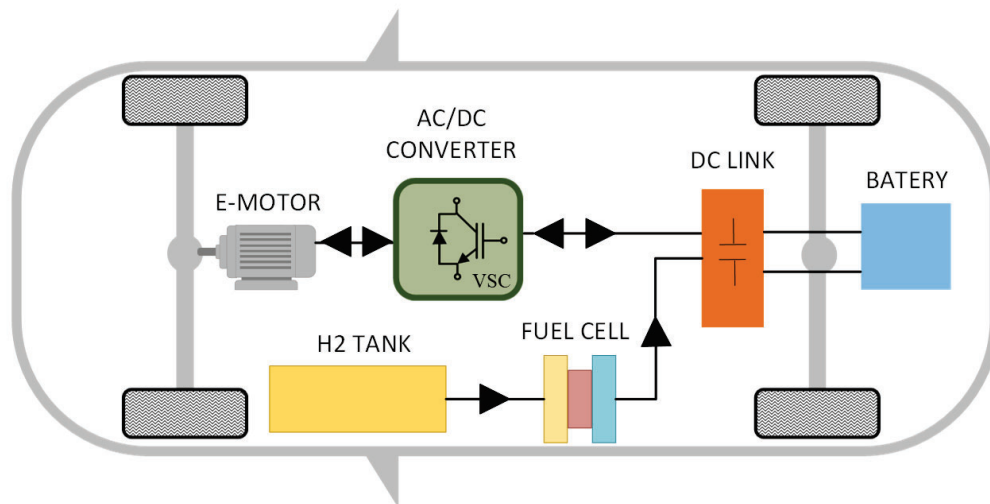 AC/DC
CONVERTER
DC LINK
BATERY
E-MOTOR
VSC
FUEL CELL
H2 TANK